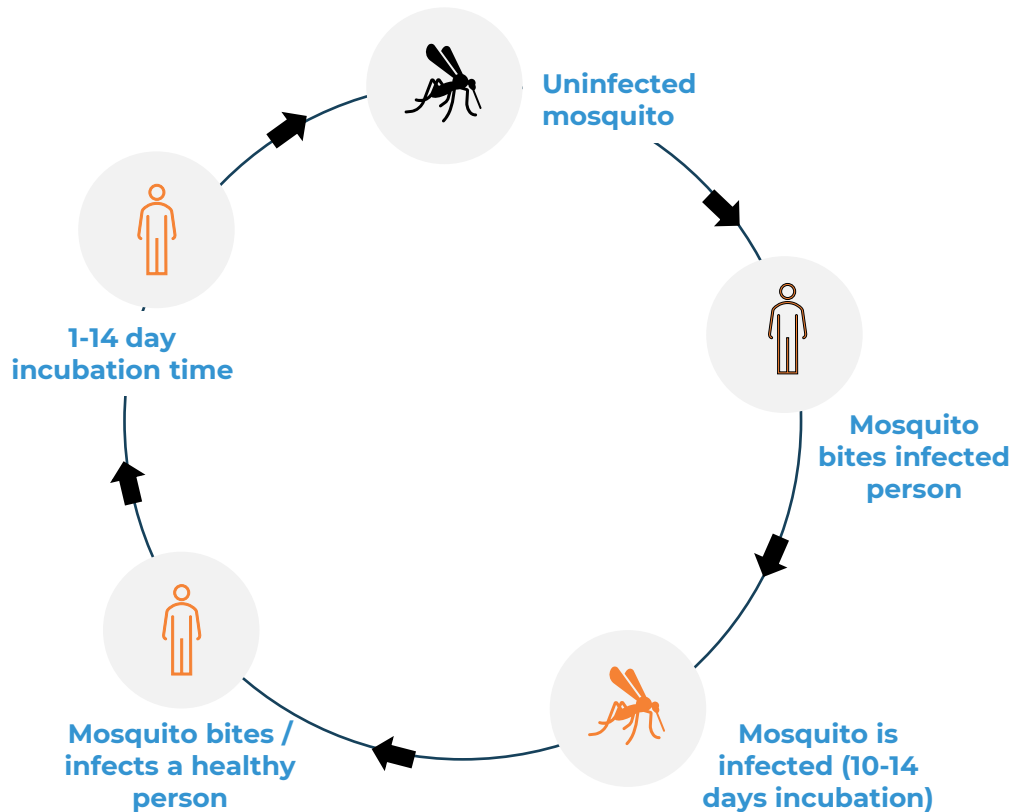 Uninfected
mosquito
Mosquito
bites infected
person
Mosquito is
infected (10-14
days incubation)
Mosquito bites /
infects a healthy
person
1-14 day
incubation time